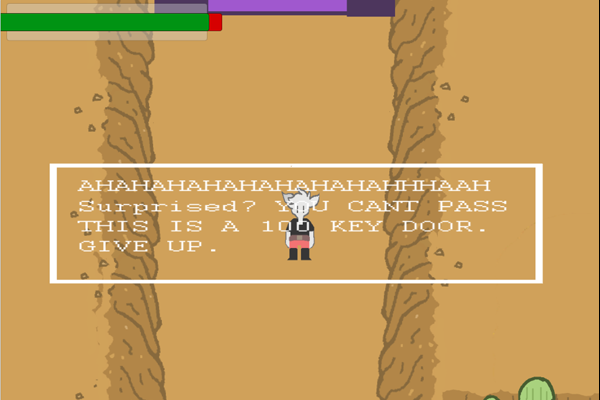 AHAHAHAHAHAHAHAHAHAHHHAAH
Surprised? YOU CANT PASS
THIS IS A 100 KEY DOOR.
GIVE UP.